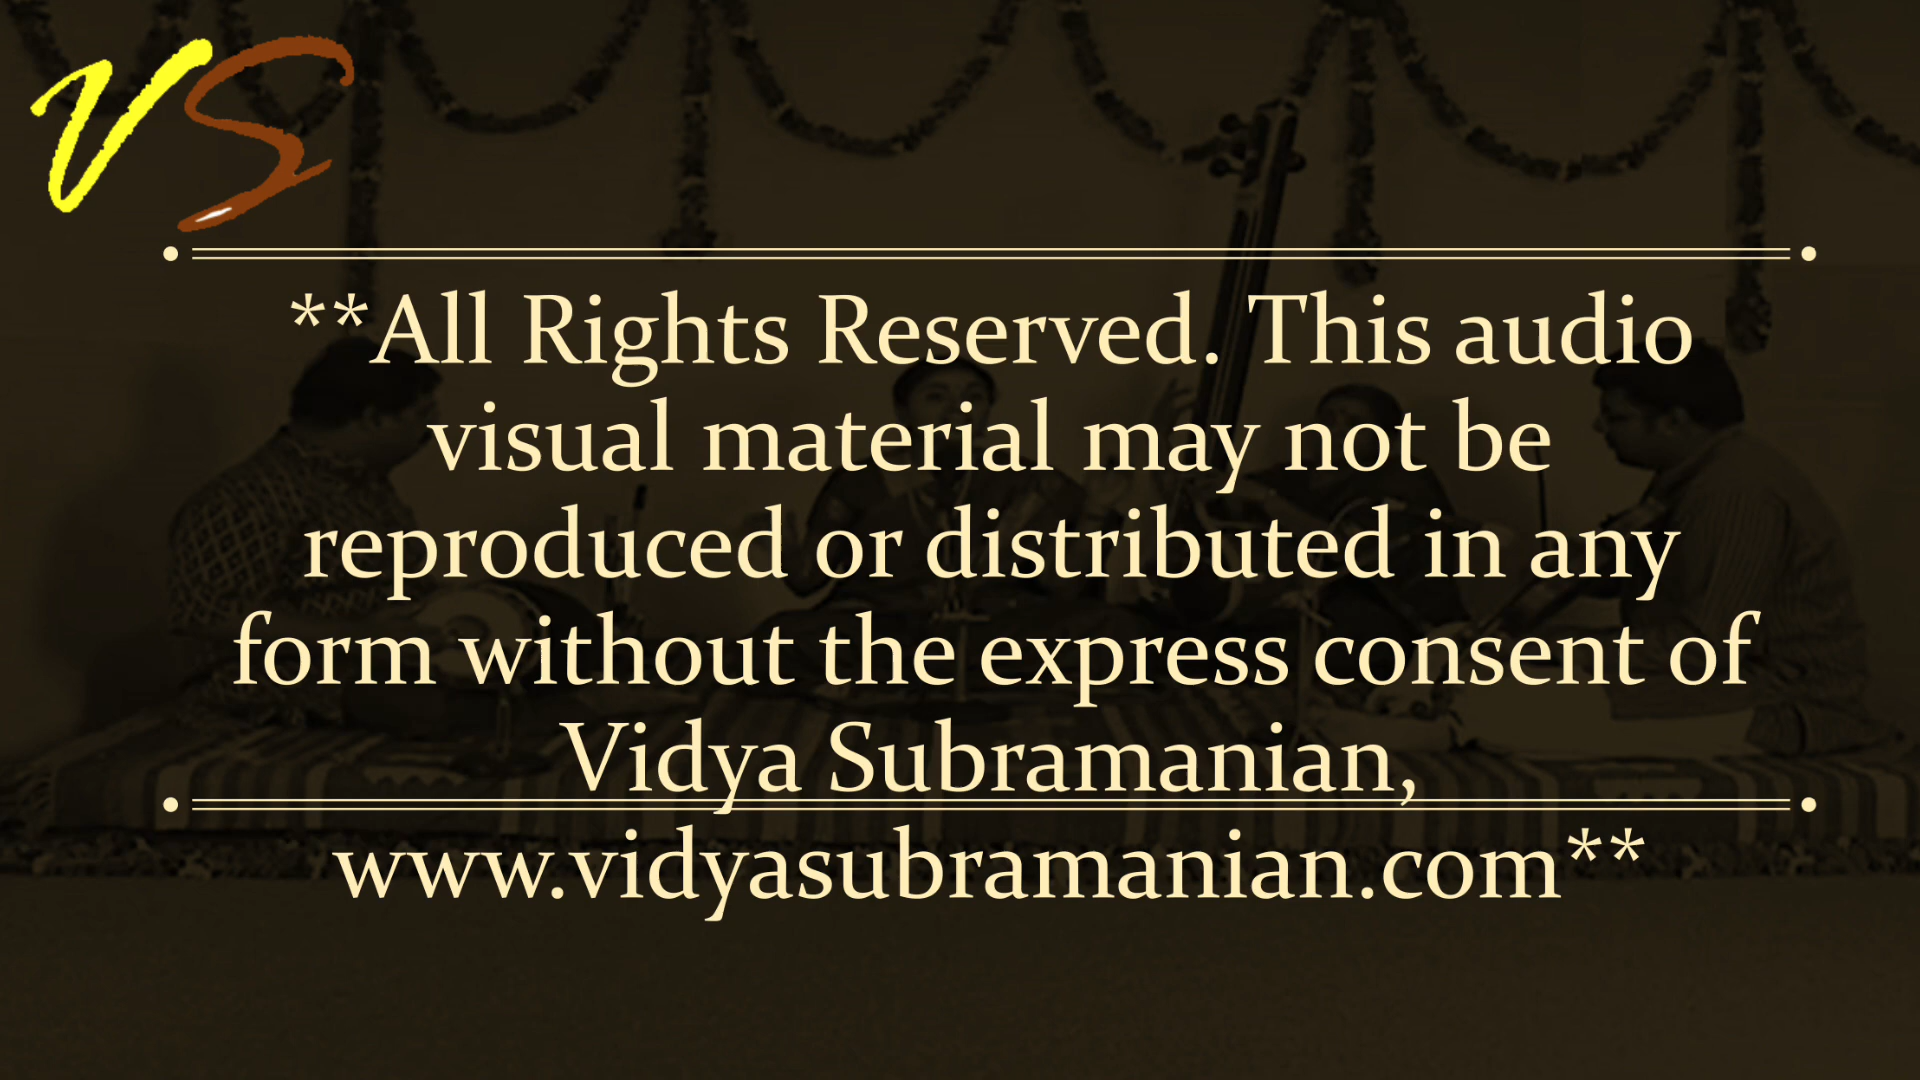 VS
**All Rights Reserved. This audio
visual material may not be
reproduced or distributed in any
form without the express consent of
Vidya Subramanian,
www.vidyasubramanian.com**